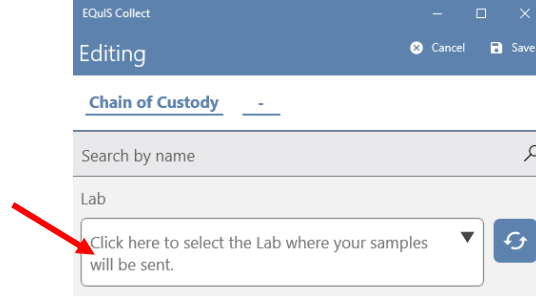 EQuIS Collect
Editing
Cancel
Save
Chain of Custody
-
Search by name
Lab
Click here to select the Lab where your samples
will be sent.